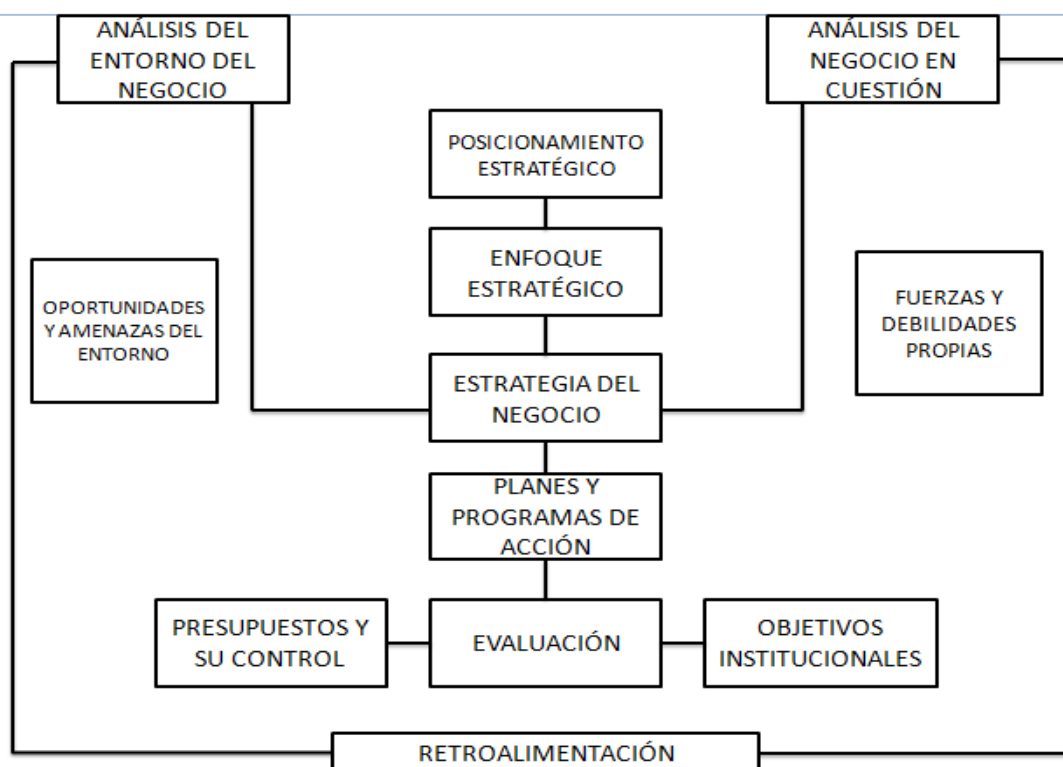 ANÁLISIS DEL
ENTORNO DEL
NEGOCIO
ANÁLISIS DEL
NEGOCIO EN
CUESTIÓN
POSICIONAMIENTO
ESTRATÉGICO
ENFOQUE
ESTRATÉGICO
OPORTUNIDADES
Y AMENAZAS DEL
ENTORNO
FUERZAS Y
DEBILIDADES
PROPIAS
ESTRATEGIA DEL
NEGOCIO
PLANES Y
PROGRAMAS DE
ACCIÓN
PRESUPUESTOS Y
SU CONTROL
EVALUACIÓN
OBJETIVOS
INSTITUCIONALES
RETROALIMENTACIÓN